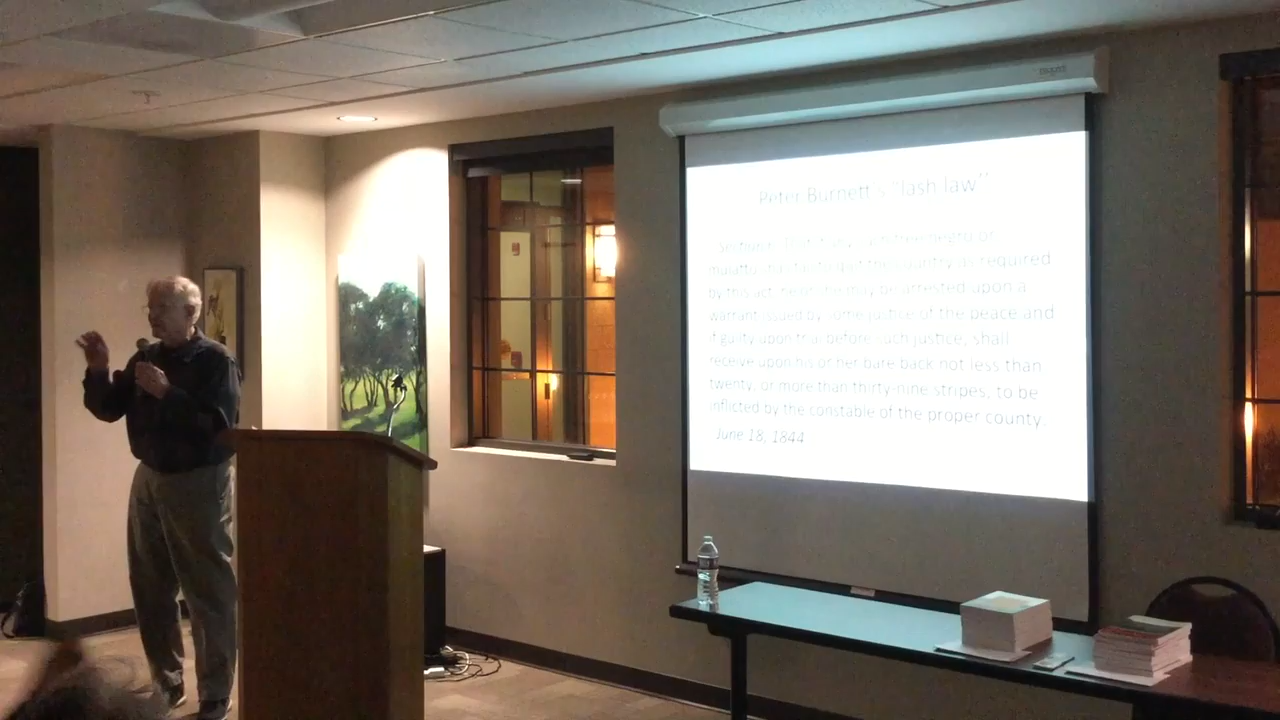 Peter Burnett's "lash law"
free negro or
mulatto the country as required
by this act, he or she may be arrested upon a
warrant issued by some justice of the peace and
if guilty upon trial before such justice, shall
receive upon his or her bare back not less than
twenty, or more than thirty-nine stripes, to be
inflicted by the constable of the proper county.
June 18, 1844